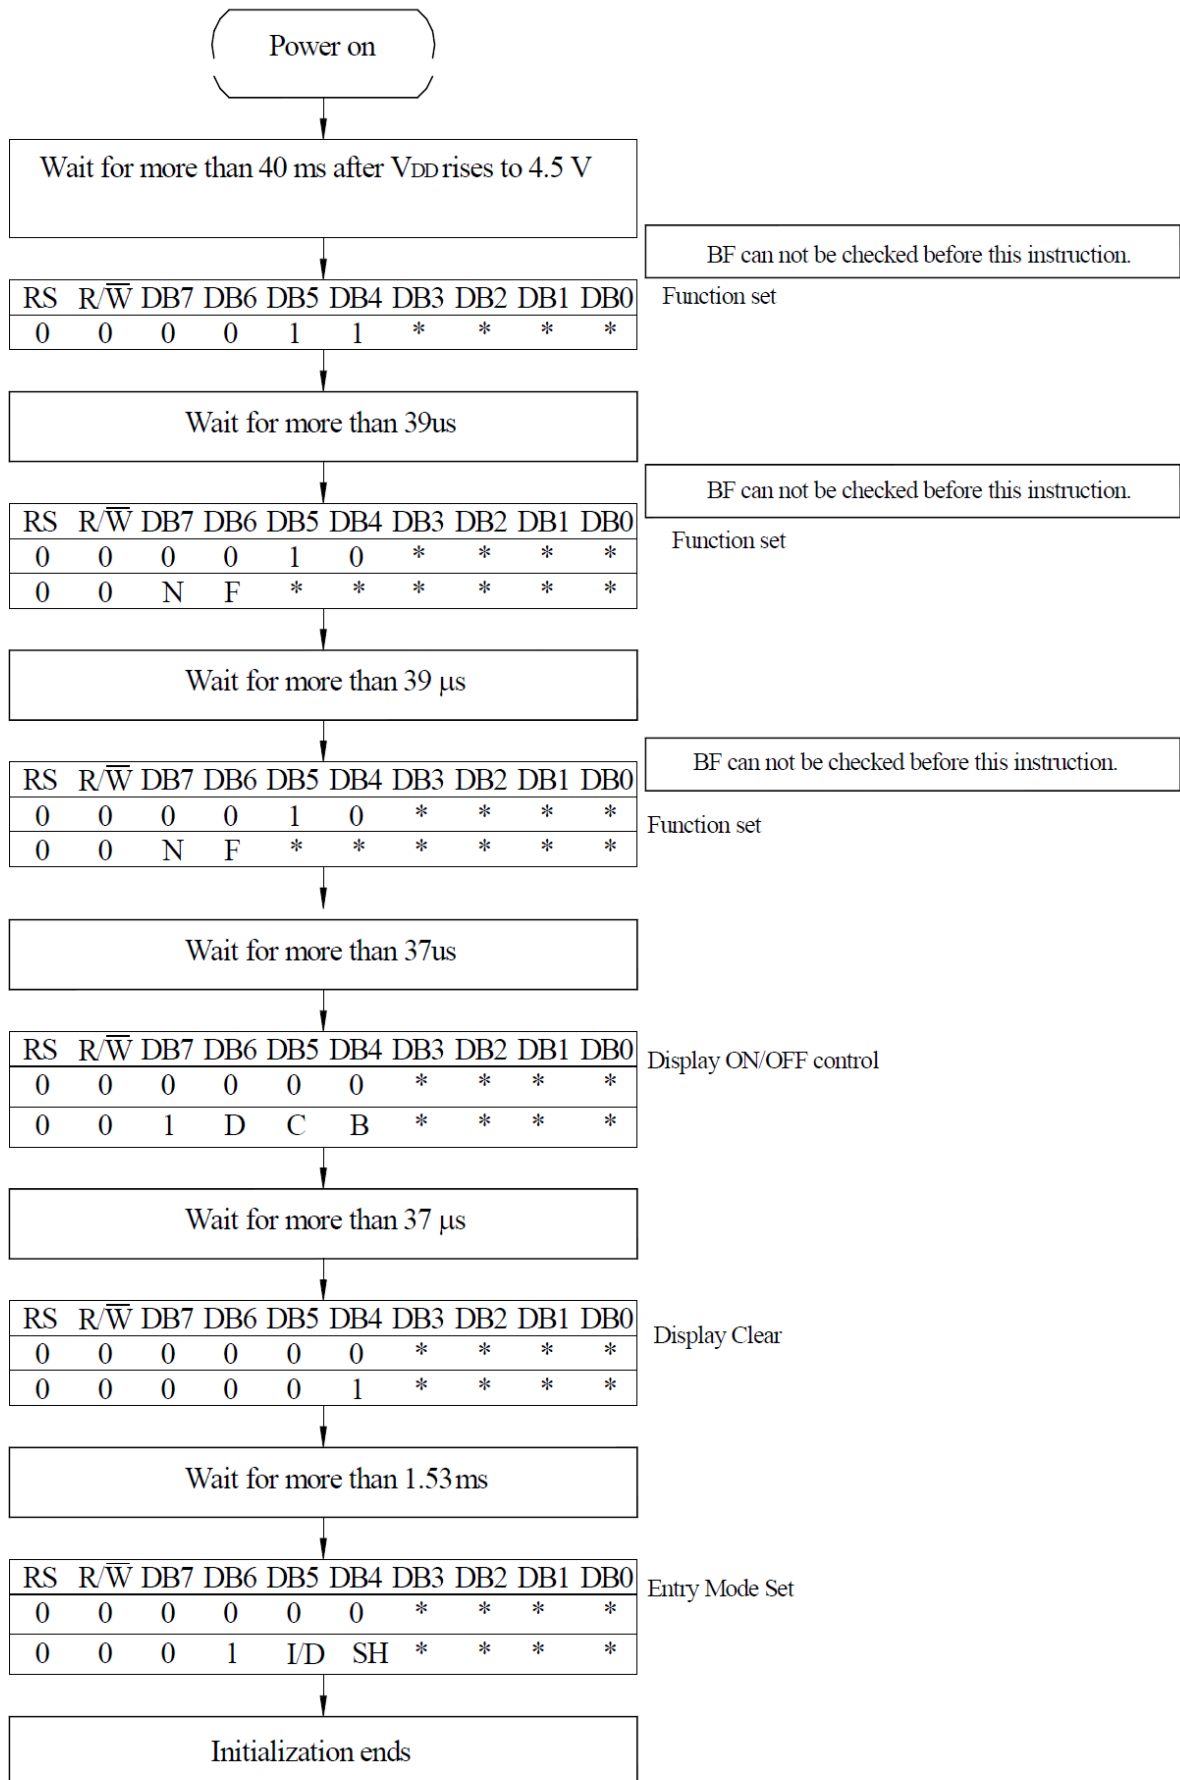 Power on
Wait for more than 40 ms after VDD rises to 4.5 V
BF can not be checked before this instruction.
RS R/W̅ DB7 DB6 DB5 DB4 DB3 DB2 DB1 DB0
Function set
0 0 0 0 1 1 * * * *
Wait for more than 39us
BF can not be checked before this instruction.
RS R/W̅ DB7 DB6 DB5 DB4 DB3 DB2 DB1 DB0
Function set
0 0 0 0 1 0 * * * *
0 0 N F * * * * * *
Wait for more than 39 μs
BF can not be checked before this instruction.
RS R/W̅ DB7 DB6 DB5 DB4 DB3 DB2 DB1 DB0
0 0 0 0 1 0 * * * *
Function set
0 0 N F * * * * * *
Wait for more than 37us
RS R/W̅ DB7 DB6 DB5 DB4 DB3 DB2 DB1 DB0
Display ON/OFF control
0 0 0 0 0 0 * * * *
0 0 1 D C B * * * *
Wait for more than 37 μs
RS R/W̅ DB7 DB6 DB5 DB4 DB3 DB2 DB1 DB0
Display Clear
0 0 0 0 0 0 * * * *
0 0 0 0 0 1 * * * *
Wait for more than 1.53ms
RS R/W̅ DB7 DB6 DB5 DB4 DB3 DB2 DB1 DB0
Entry Mode Set
0 0 0 0 0 0 * * * *
0 0 0 1 I/D SH * * * *
Initialization ends